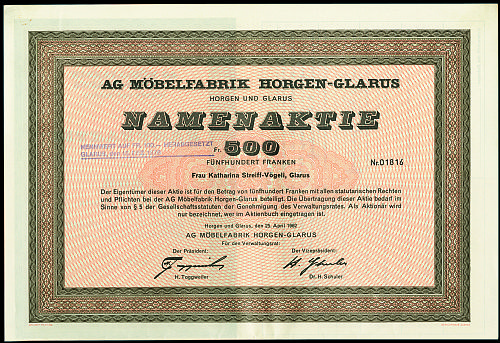 AG MÖBELFABRIK HORGEN-GLARUS
HORGEN UND GLARUS
NAMENAKTIE
Fr. 500
FÜNFHUNDERT FRANKEN
Nr. 01816
Frau Katharina Streiff-Vögeli, Glarus
Der Eigentümer dieser Aktie ist für den Betrag von fünfhundert Franken mit allen statutarischen Rechten
und Pflichten bei der AG Möbelfabrik Horgen-Glarus beteiligt. Die Übertragung dieser Aktie bedarf im
Sinne von § 5 der Gesellschaftsstatuten der Genehmigung des Verwaltungsrates. Als Aktionär wird
nur bezeichnet, wer im Aktienbuch eingetragen ist.
Horgen und Glarus, den 25. April 1962
AG MÖBELFABRIK HORGEN-GLARUS
Für den Verwaltungsrat:
Der Präsident: Der Vizepräsident:
H. Toggweiler Dr. H. Schuler